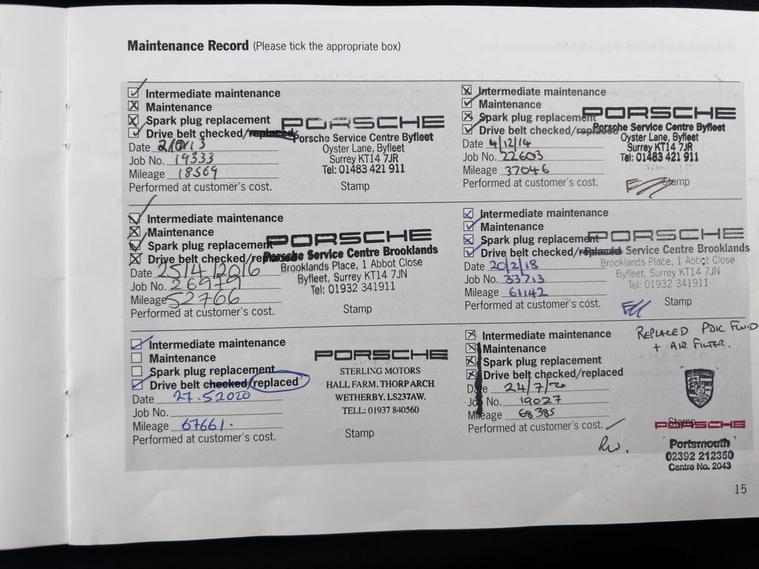 Maintenance Record (Please tick the appropriate box)
Intermediate maintenance
Maintenance
Spark plug replacement
Drive belt checked/replaced
Date
Job No. 19333
Mileage 18569
Performed at customer's cost.
PORSCHE
Porsche Service Centre Byfleet
Oyster Lane, Byfleet
Surrey KT14 7JR
Tel: 01483 421 911
Stamp
Intermediate maintenance
Maintenance
Spark plug replacement
Drive belt checked/replaced
Date 4/12/14
Job No. 22603
Mileage 37046
Performed at customer's cost.
PORSCHE
Porsche Service Centre Byfleet
Oyster Lane, Byfleet
Surrey KT14 7JR
Tel: 01483 421 911
Stamp
Intermediate maintenance
Maintenance
Spark plug replacement
Drive belt checked/replaced
Date 25/4/2016
Job No. 26979
Mileage 52766
Performed at customer's cost.
PORSCHE
Porsche Service Centre Brooklands
Brooklands Place, 1 Abbot Close
Byfleet, Surrey KT14 7JN
Tel: 01932 341911
Stamp
Intermediate maintenance
Maintenance
Spark plug replacement
Drive belt checked/replaced
Date 20/2/18
Job No. 33713
Mileage 61142
Performed at customer's cost.
PORSCHE
Porsche Service Centre Brooklands
Brooklands Place, 1 Abbot Close
Byfleet, Surrey KT14 7JN
Tel: 01932 341911
Stamp
Intermediate maintenance
Maintenance
Spark plug replacement
Drive belt checked/replaced
Date 27.5.2020
Job No.
Mileage 67661.
Performed at customer's cost.
PORSCHE
STERLING MOTORS
HALL FARM. THORP ARCH
WETHERBY. LS237AW.
TELL: 01937 840560
Stamp
Intermediate maintenance
Maintenance
Spark plug replacement
Drive belt checked/replaced
Date 24/7/20
Job No. 19027
Mileage 68385
Performed at customer's cost.
REPLACED PDK FLUID
+ AIR FILTER.
Stamp
PORSCHE
Portsmouth
02392 212350
Centre No. 2043
15